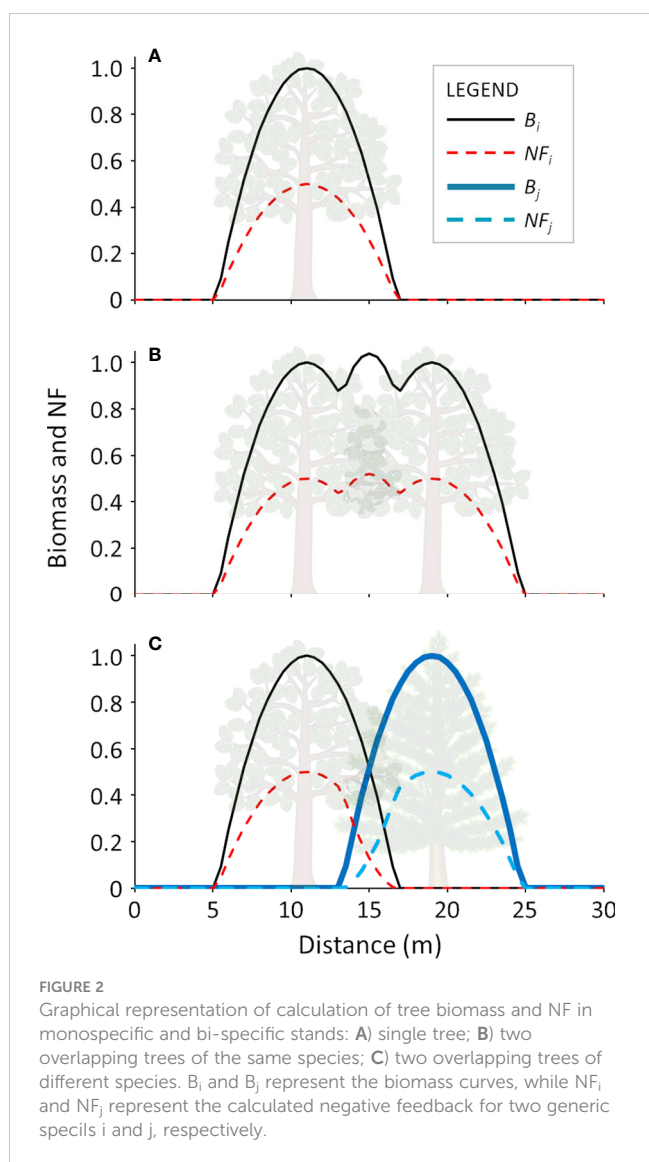 A
1.0
0.8
0.6
0.4
0.2
0
LEGEND
Bi
NFi
Bj
NFj
B
1.0
0.8
0.6
0.4
0.2
0
Biomass and NF
C
1.0
0.8
0.6
0.4
0.2
0
0 5 10 15 20 25 30
Distance (m)
FIGURE 2
Graphical representation of calculation of tree biomass and NF in
monospecific and bi-specific stands: A) single tree; B) two
overlapping trees of the same species; C) two overlapping trees of
different species. Bi and Bj represent the biomass curves, while NFi
and NFj represent the calculated negative feedback for two generic
specils i and j, respectively.